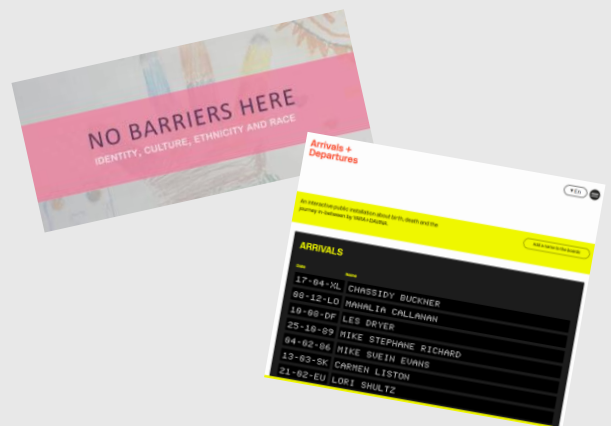 NO BARRIERS HERE
IDENTITY, CULTURE, ETHNICITY AND RACE
Arrivals +
Departures
En
An interactive public installation about birth, death and the
journey in-between by YARA + DAVINA.
Add a name to the boards
ARRIVALS
DATE NAME
17-04-XL CHASSIDY BUCKNER
08-12-LO MAHALIA CALLANAN
10-08-DF LES DRYER
25-10-89 MIKE STEPHANE RICHARD
04-02-06 MIKE SVEIN EVANS
13-03-SK CARMEN LISTON
21-02-EU LORI SHULTZ